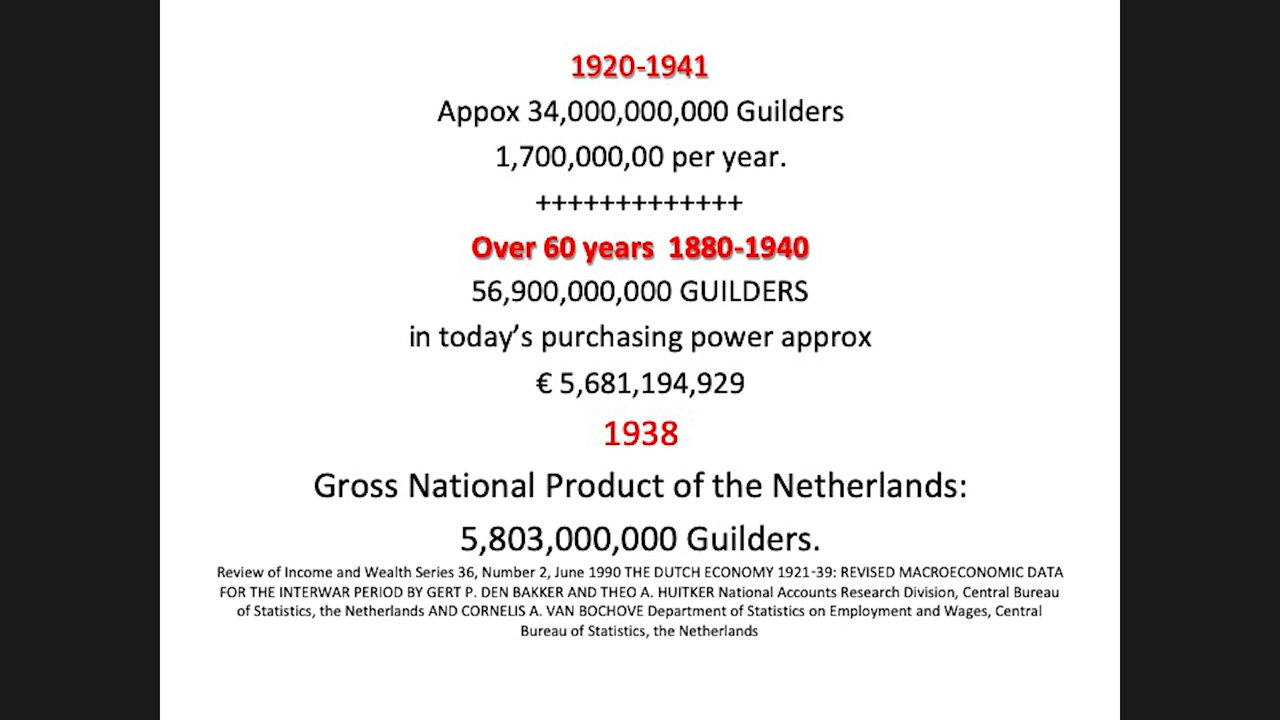 1920-1941
Appox 34,000,000,000 Guilders
1,700,000,00 per year.
+++++++++++++
Over 60 years  1880-1940
56,900,000,000 GUILDERS
in today’s purchasing power approx
€ 5,681,194,929
1938
Gross National Product of the Netherlands:
5,803,000,000 Guilders.
Review of Income and Wealth Series 36, Number 2, June 1990 THE DUTCH ECONOMY 1921-39: REVISED MACROECONOMIC DATA
FOR THE INTERWAR PERIOD BY GERT P. DEN BAKKER AND THEO A. HUITKER National Accounts Research Division, Central Bureau
of Statistics, the Netherlands AND CORNELIS A. VAN BOCHOVE Department of Statistics on Employment and Wages, Central
Bureau of Statistics, the Netherlands